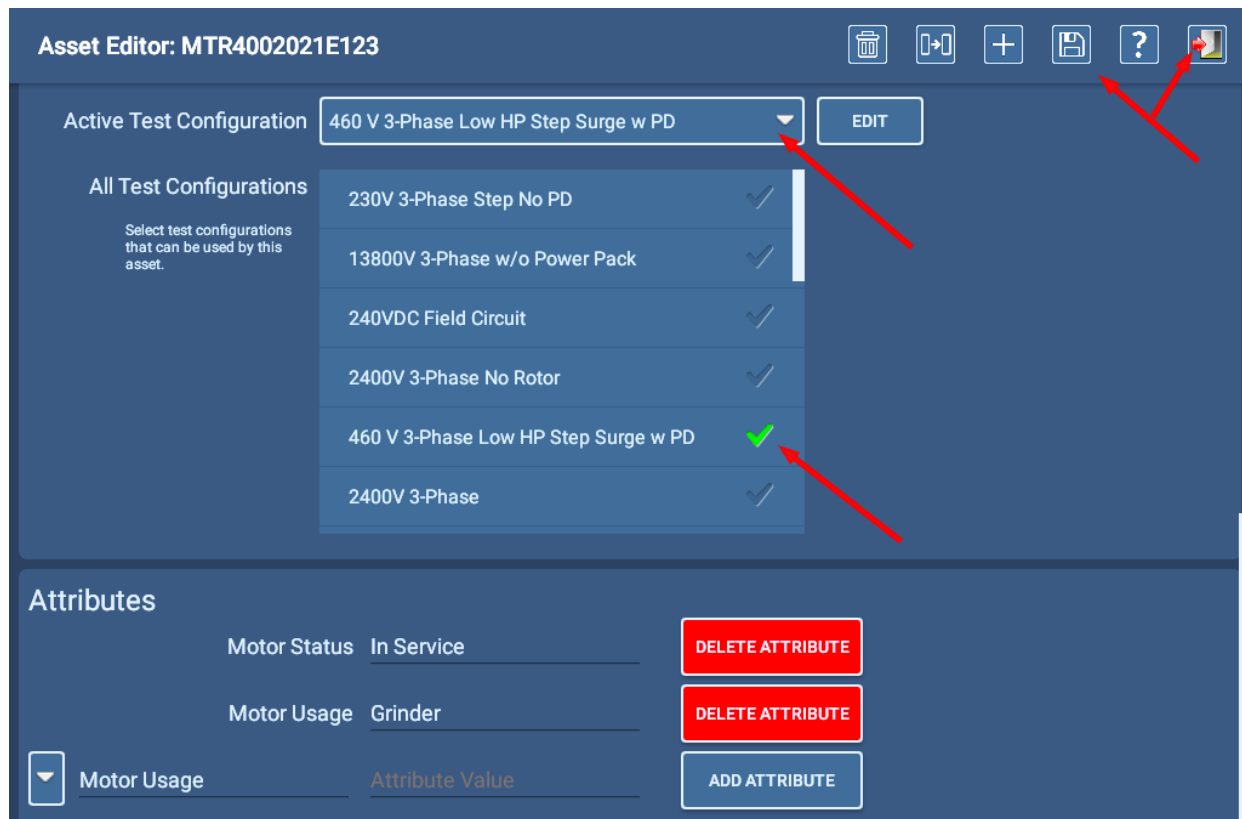 Asset Editor: MTR4002021E123
Active Test Configuration
460 V 3-Phase Low HP Step Surge w PD
EDIT
All Test Configurations
Select test configurations
that can be used by this
asset.
230V 3-Phase Step No PD
13800V 3-Phase w/o Power Pack
240VDC Field Circuit
2400V 3-Phase No Rotor
460 V 3-Phase Low HP Step Surge w PD
2400V 3-Phase
Attributes
Motor Status In Service DELETE ATTRIBUTE
Motor Usage Grinder DELETE ATTRIBUTE
Motor Usage Attribute Value ADD ATTRIBUTE